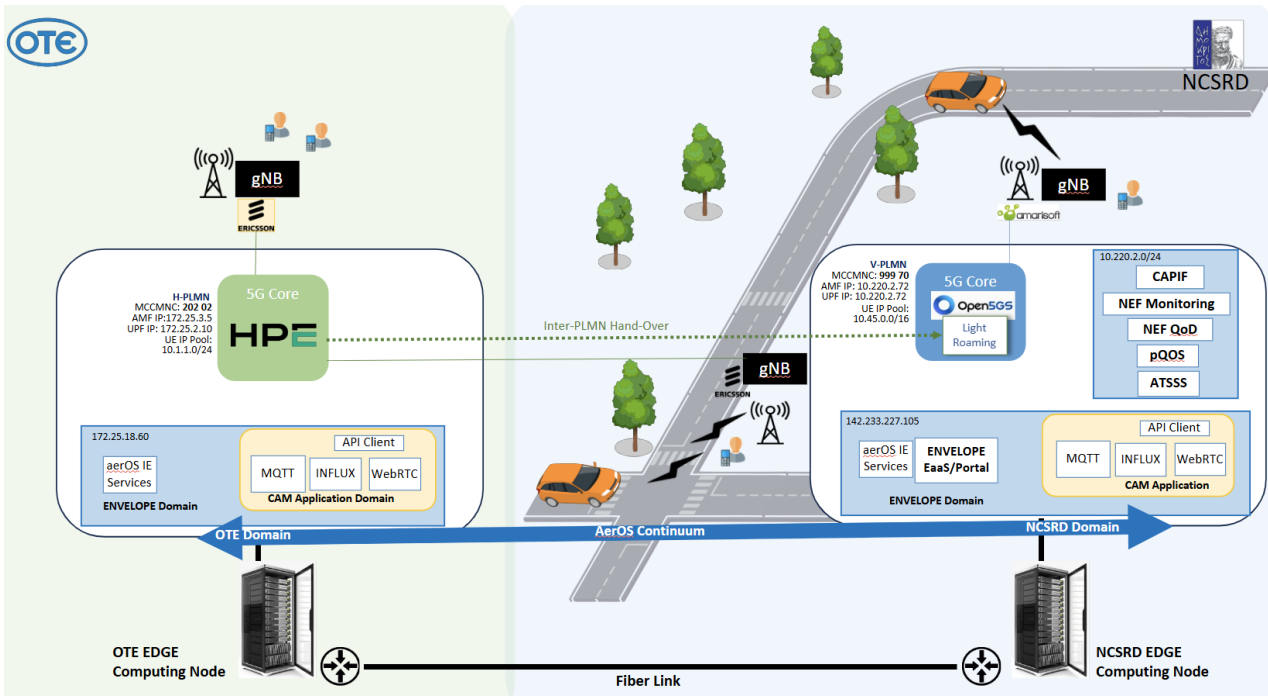 OTE
ΔΗ
ΜΟ
ΚΡΙ
ΤΟΣ
NCSRD
gNB
ERICSSON
gNB
amarisoft
H-PLMN
MCCMNC: 202 02
AMF IP:172.25.3.5
UPF IP: 172.25.2.10
UE IP Pool:
10.1.1.0/24
5G Core
HPE
Inter-PLMN Hand-Over
V-PLMN
MCCMNC: 999 70
AMF IP: 10.220.2.72
UPF IP: 10.220.2.72
UE IP Pool:
10.45.0.0/16
5G Core
Open5GS
Light
Roaming
10.220.2.0/24
CAPIF
NEF Monitoring
NEF QoD
pQOS
ATSSS
gNB
ERICSSON
172.25.18.60
aerOS IE
Services
ENVELOPE Domain
API Client
MQTT
INFLUX
WebRTC
CAM Application Domain
142.233.227.105
aerOS IE
Services
ENVELOPE
EaaS/Portal
ENVELOPE Domain
API Client
MQTT
INFLUX
WebRTC
CAM Application
OTE Domain
AerOS Continuum
NCSRD Domain
OTE EDGE
Computing Node
Fiber Link
NCSRD EDGE
Computing Node